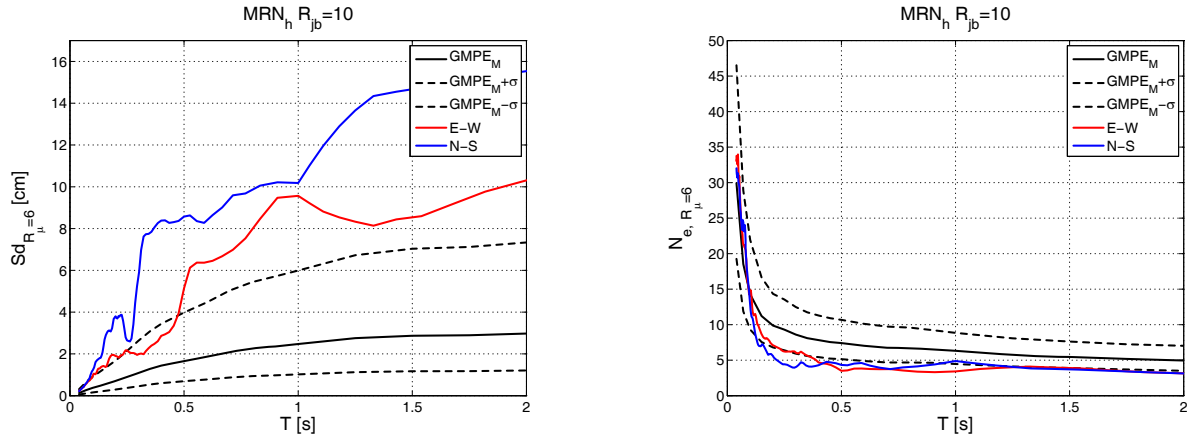 MRN_h R_jb=10
Sd_{R_μ=6} [cm]
16
14
12
10
8
6
4
2
0
0
0.5
1
1.5
2
T [s]
GMPE_M
GMPE_M+σ
GMPE_M−σ
E−W
N−S
MRN_h R_jb=10
N_{e, R_μ=6}
50
45
40
35
30
25
20
15
10
5
0
0
0.5
1
1.5
2
T [s]
GMPE_M
GMPE_M+σ
GMPE_M−σ
E−W
N−S